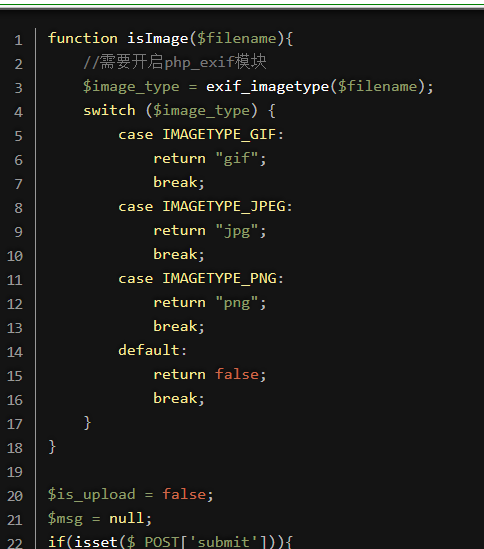 1 function isImage($filename){
2 //需要开启php_exif模块
3 $image_type = exif_imagetype($filename);
4 switch ($image_type) {
5 case IMAGETYPE_GIF:
6 return "gif";
7 break;
8 case IMAGETYPE_JPEG:
9 return "jpg";
10 break;
11 case IMAGETYPE_PNG:
12 return "png";
13 break;
14 default:
15 return false;
16 break;
17 }
18 }
19
20 $is_upload = false;
21 $msg = null;
22 if(isset($_POST['submit'])){